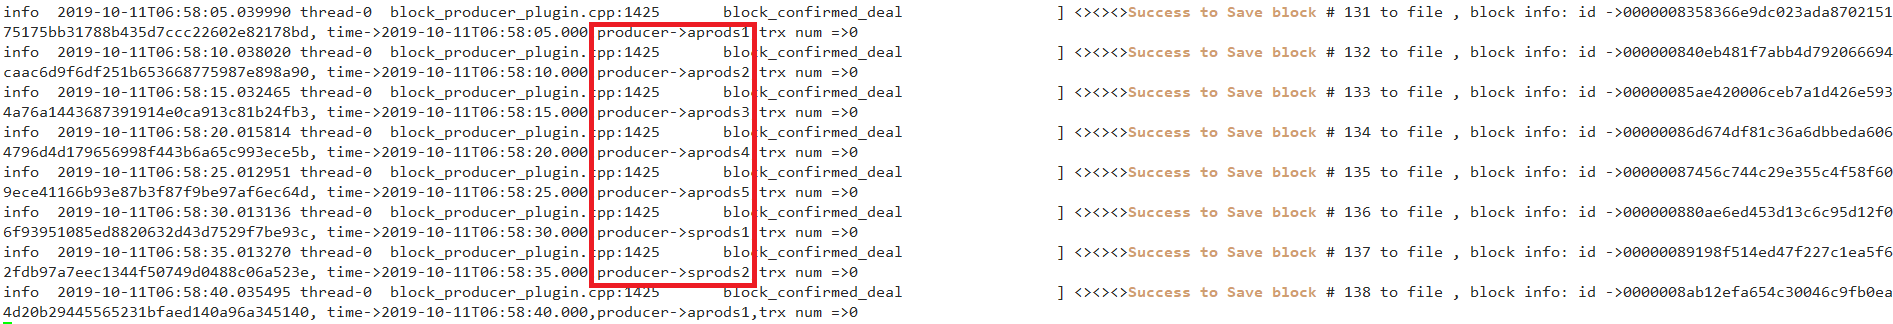 info  2019-10-11T06:58:05.039990 thread-0  block_producer_plugin.cpp:1425       block_confirmed_deal                 ] <><><>Success to Save block # 131 to file , block info: id ->0000008358366e9dc023ada8702151
75175bb31788b435d7ccc22602e82178bd, time->2019-10-11T06:58:05.000,producer->aprods1,trx num =>0
info  2019-10-11T06:58:10.038020 thread-0  block_producer_plugin.cpp:1425       block_confirmed_deal                 ] <><><>Success to Save block # 132 to file , block info: id ->000000840eb481f7abb4d792066694
caac6d9f6df251b653668775987e898a90, time->2019-10-11T06:58:10.000,producer->aprods2,trx num =>0
info  2019-10-11T06:58:15.032465 thread-0  block_producer_plugin.cpp:1425       block_confirmed_deal                 ] <><><>Success to Save block # 133 to file , block info: id ->00000085ae420006ceb7a1d426e593
4a76a1443687391914e0ca913c81b24fb3, time->2019-10-11T06:58:15.000,producer->aprods3,trx num =>0
info  2019-10-11T06:58:20.015814 thread-0  block_producer_plugin.cpp:1425       block_confirmed_deal                 ] <><><>Success to Save block # 134 to file , block info: id ->00000086d674df81c36a6dbbeda606
4796d4d179656998f443b6a65c993ece5b, time->2019-10-11T06:58:20.000,producer->aprods4,trx num =>0
info  2019-10-11T06:58:25.012951 thread-0  block_producer_plugin.cpp:1425       block_confirmed_deal                 ] <><><>Success to Save block # 135 to file , block info: id ->00000087456c744c29e355c4f58f60
9ece41166b93e87b3f87f9be97af6ec64d, time->2019-10-11T06:58:25.000,producer->aprods5,trx num =>0
info  2019-10-11T06:58:30.013136 thread-0  block_producer_plugin.cpp:1425       block_confirmed_deal                 ] <><><>Success to Save block # 136 to file , block info: id ->000000880ae6ed453d13c6c95d12f0
6f93951085ed8820632d43d7529f7be93c, time->2019-10-11T06:58:30.000,producer->sprods1,trx num =>0
info  2019-10-11T06:58:35.013270 thread-0  block_producer_plugin.cpp:1425       block_confirmed_deal                 ] <><><>Success to Save block # 137 to file , block info: id ->00000089198f514ed47f227c1ea5f6
2fdb97a7eec1344f50749d0488c06a523e, time->2019-10-11T06:58:35.000,producer->sprods2,trx num =>0
info  2019-10-11T06:58:40.035495 thread-0  block_producer_plugin.cpp:1425       block_confirmed_deal                 ] <><><>Success to Save block # 138 to file , block info: id ->0000008ab12efa654c30046c9fb0ea
4d20b29445565231bfaed140a96a345140, time->2019-10-11T06:58:40.000,producer->aprods1,trx num =>0